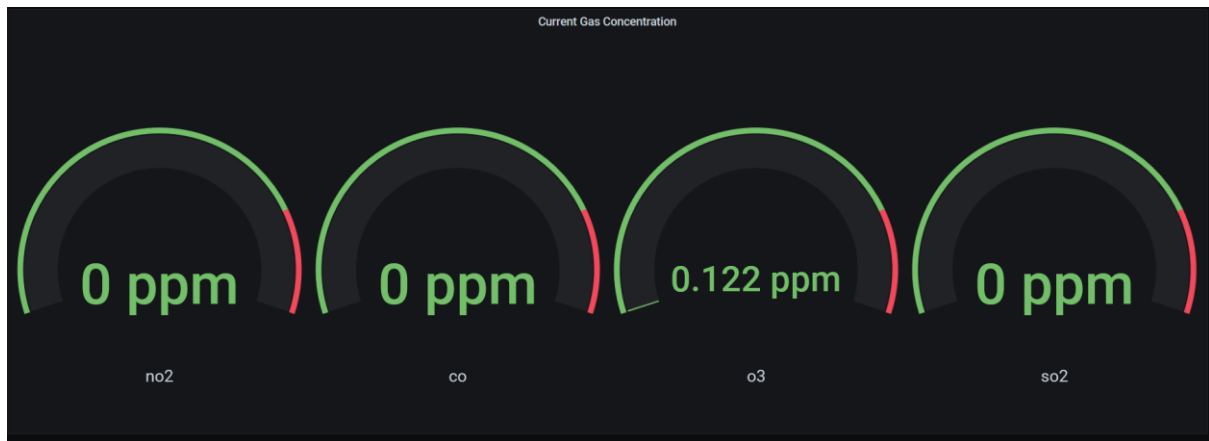 Current Gas Concentration
0 ppm
0 ppm
0.122 ppm
0 ppm
no2
co
o3
so2